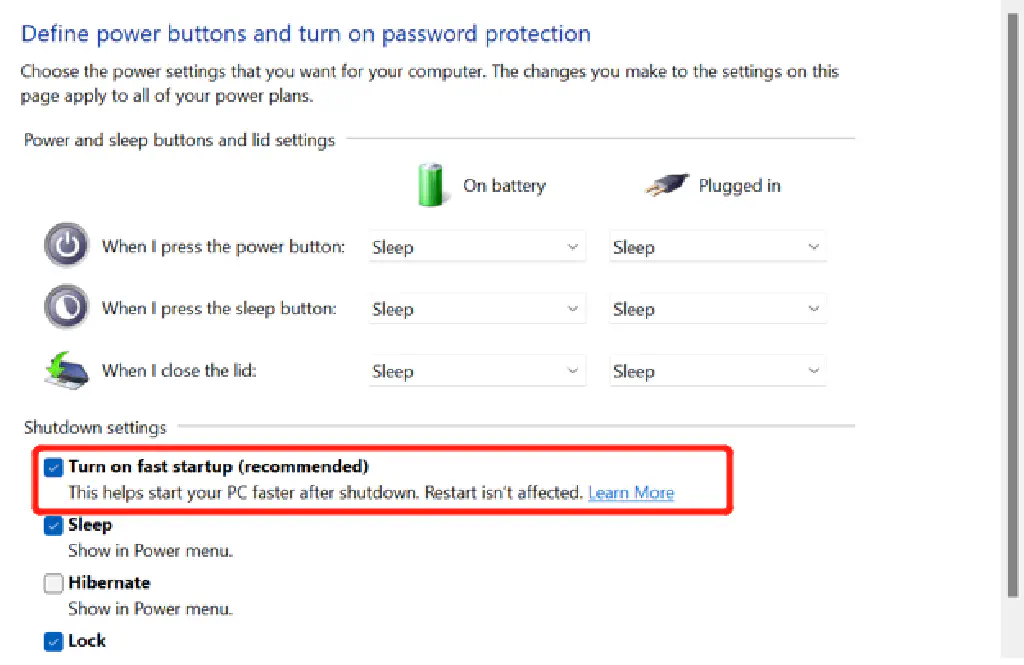 Define power buttons and turn on password protection
Choose the power settings that you want for your computer. The changes you make to the settings on this
page apply to all of your power plans.
Power and sleep buttons and lid settings
On battery Plugged in
When I press the power button: Sleep Sleep
When I press the sleep button: Sleep Sleep
When I close the lid: Sleep Sleep
Shutdown settings
Turn on fast startup (recommended)
This helps start your PC faster after shutdown. Restart isn't affected. Learn More
Sleep
Show in Power menu.
Hibernate
Show in Power menu.
Lock